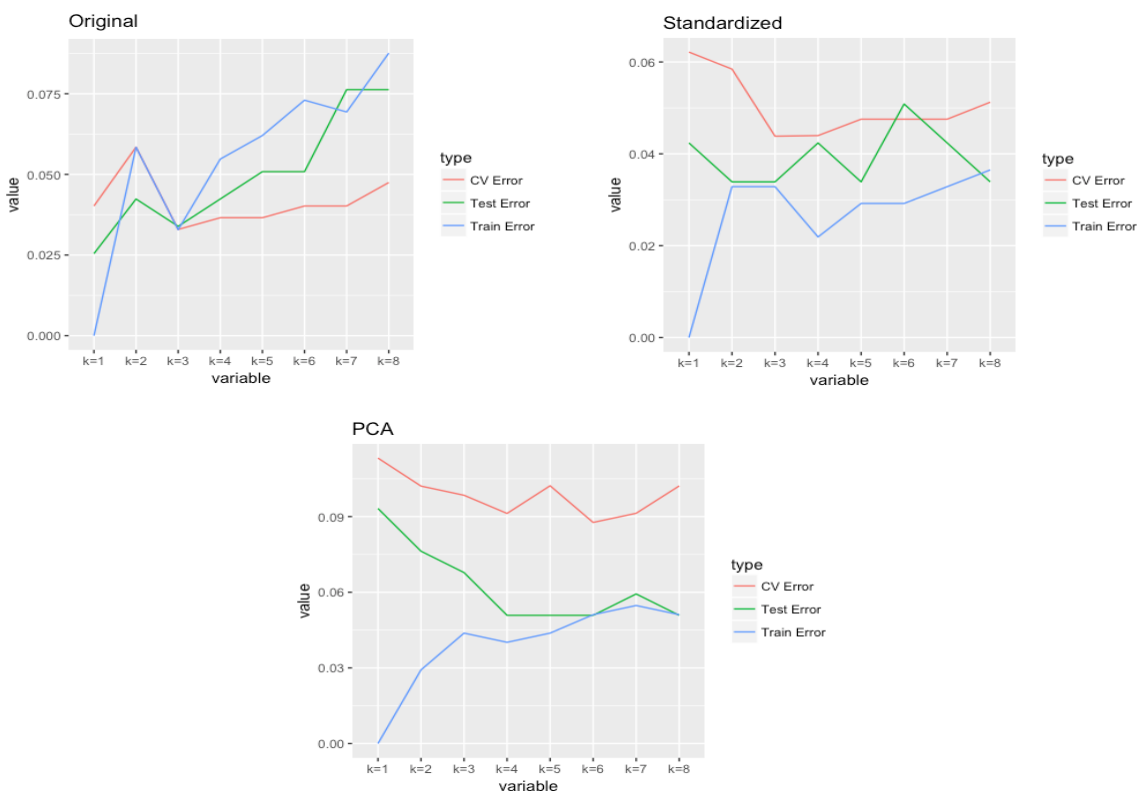 Original
value
0.075
0.050
0.025
0.000
k=1 k=2 k=3 k=4 k=5 k=6 k=7 k=8
variable
type
CV Error
Test Error
Train Error
Standardized
value
0.06
0.04
0.02
0.00
k=1 k=2 k=3 k=4 k=5 k=6 k=7 k=8
variable
type
CV Error
Test Error
Train Error
PCA
value
0.09
0.06
0.03
0.00
k=1 k=2 k=3 k=4 k=5 k=6 k=7 k=8
variable
type
CV Error
Test Error
Train Error